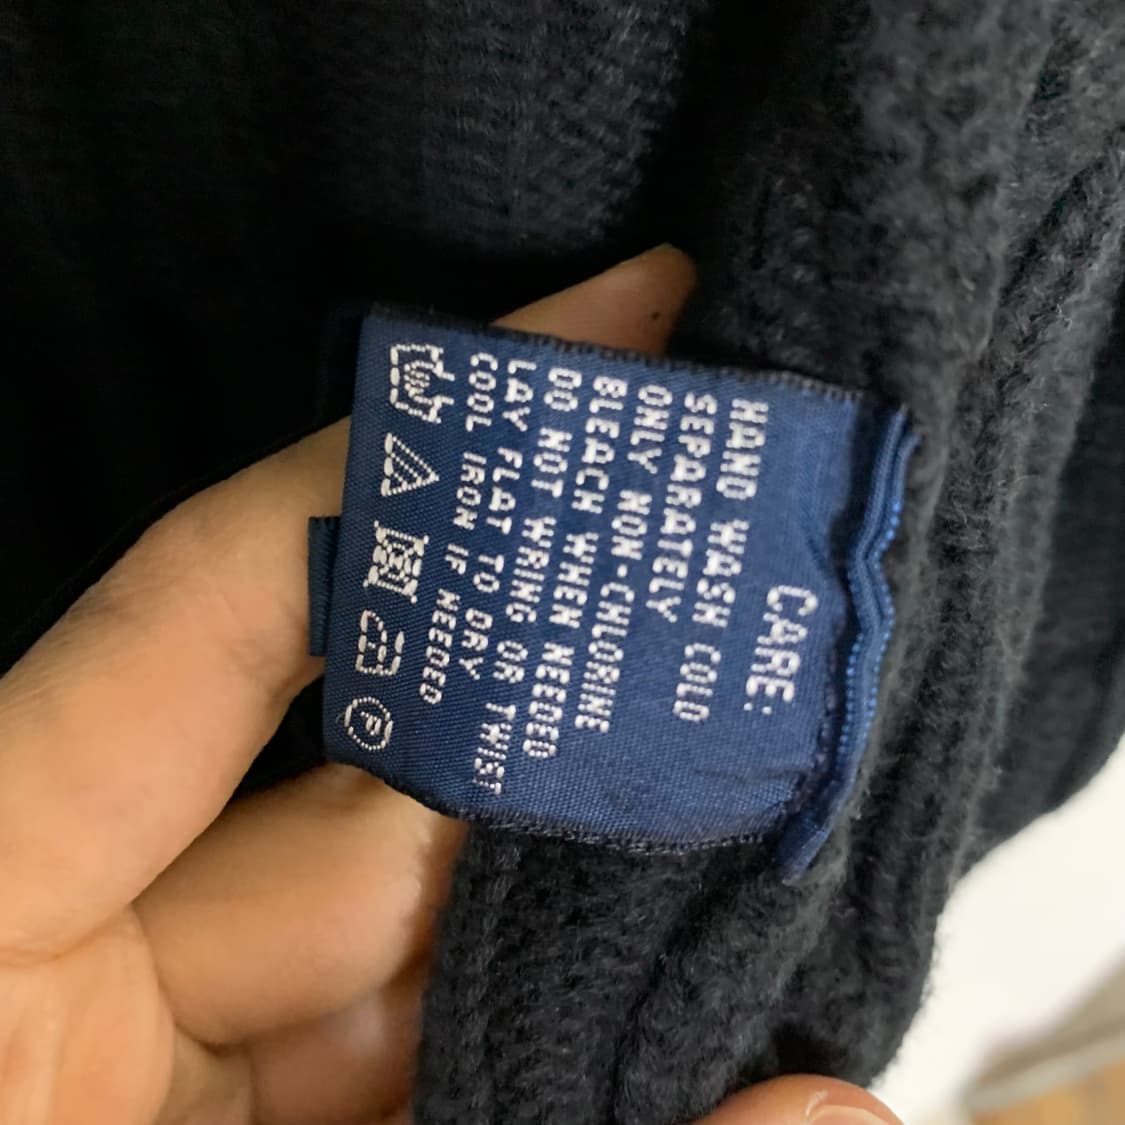 CARE:
HAND WASH COLD
SEPARATELY
ONLY NON-CHLORINE
BLEACH WHEN NEEDED
DO NOT WRING OR TWIST
LAY FLAT TO DRY
COOL IRON IF NEEDED
F